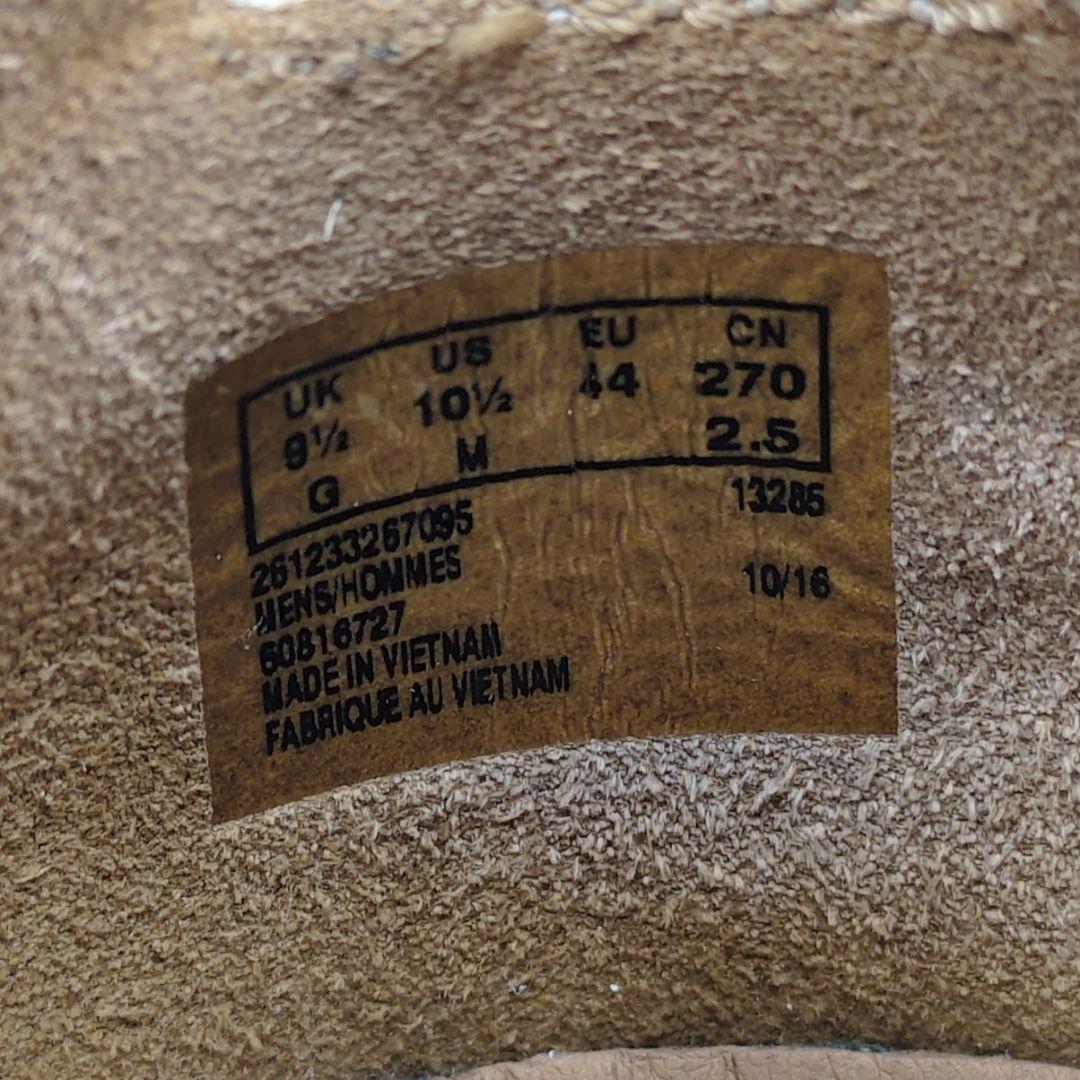 UK US EU CN
9½ 10½ 44 270
G M 2.5
261233267095 13285
MENS/HOMMES 10/16
60816727
MADE IN VIETNAM
FABRIQUE AU VIETNAM